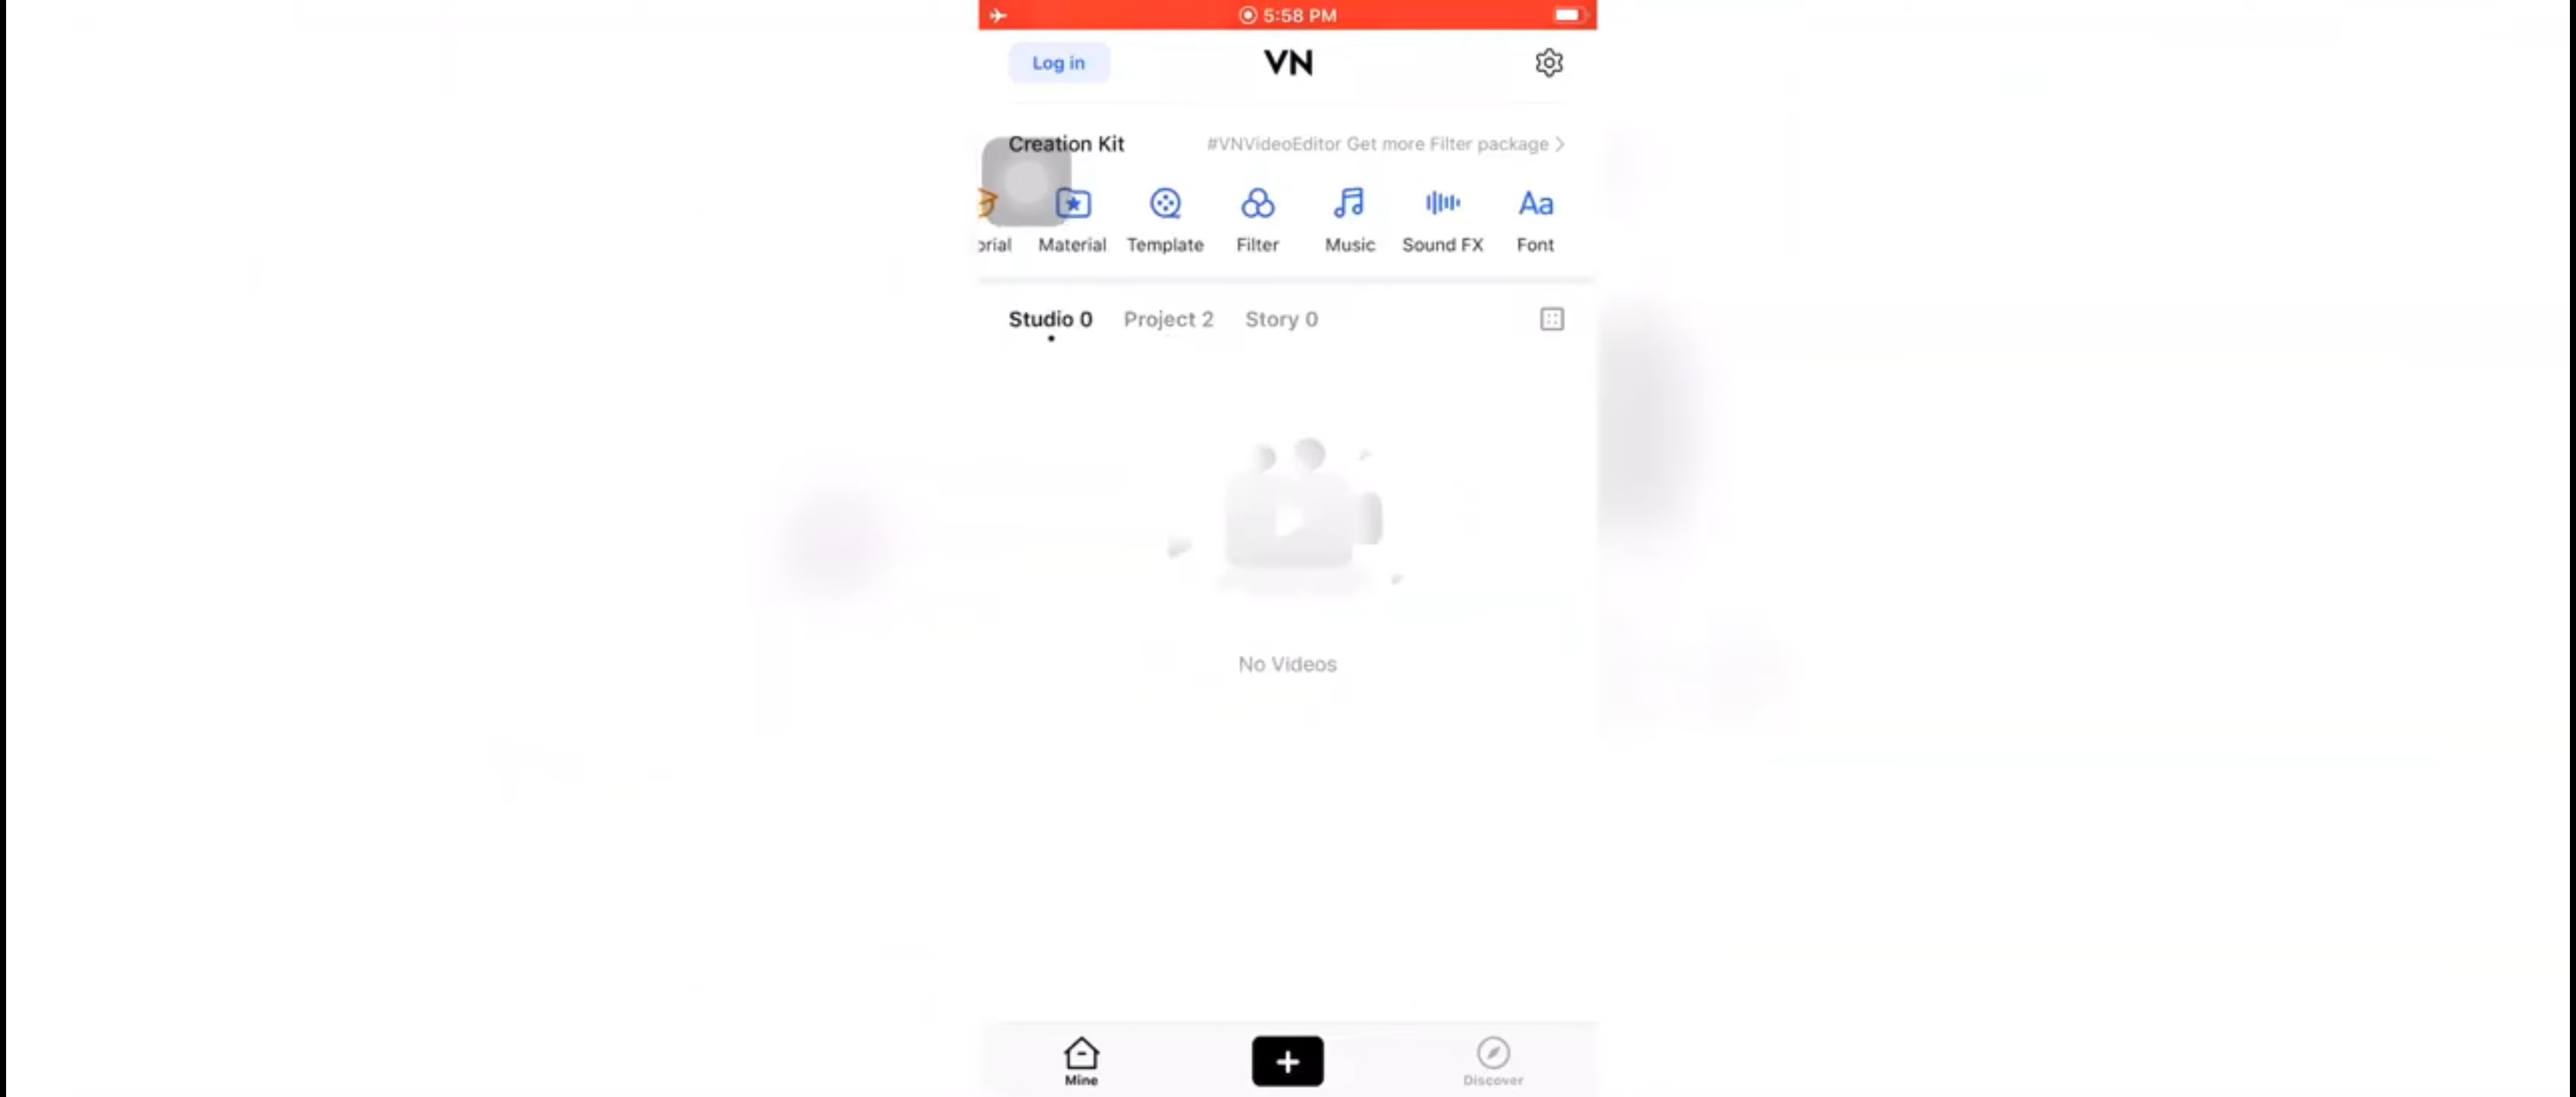 5:58 PM
Log in
VN
Creation Kit
#VNVideoEditor Get more Filter package >
orial
Material
Template
Filter
Music
Sound FX
Aa
Font
Studio 0
Project 2
Story 0
No Videos
Mine
Discover